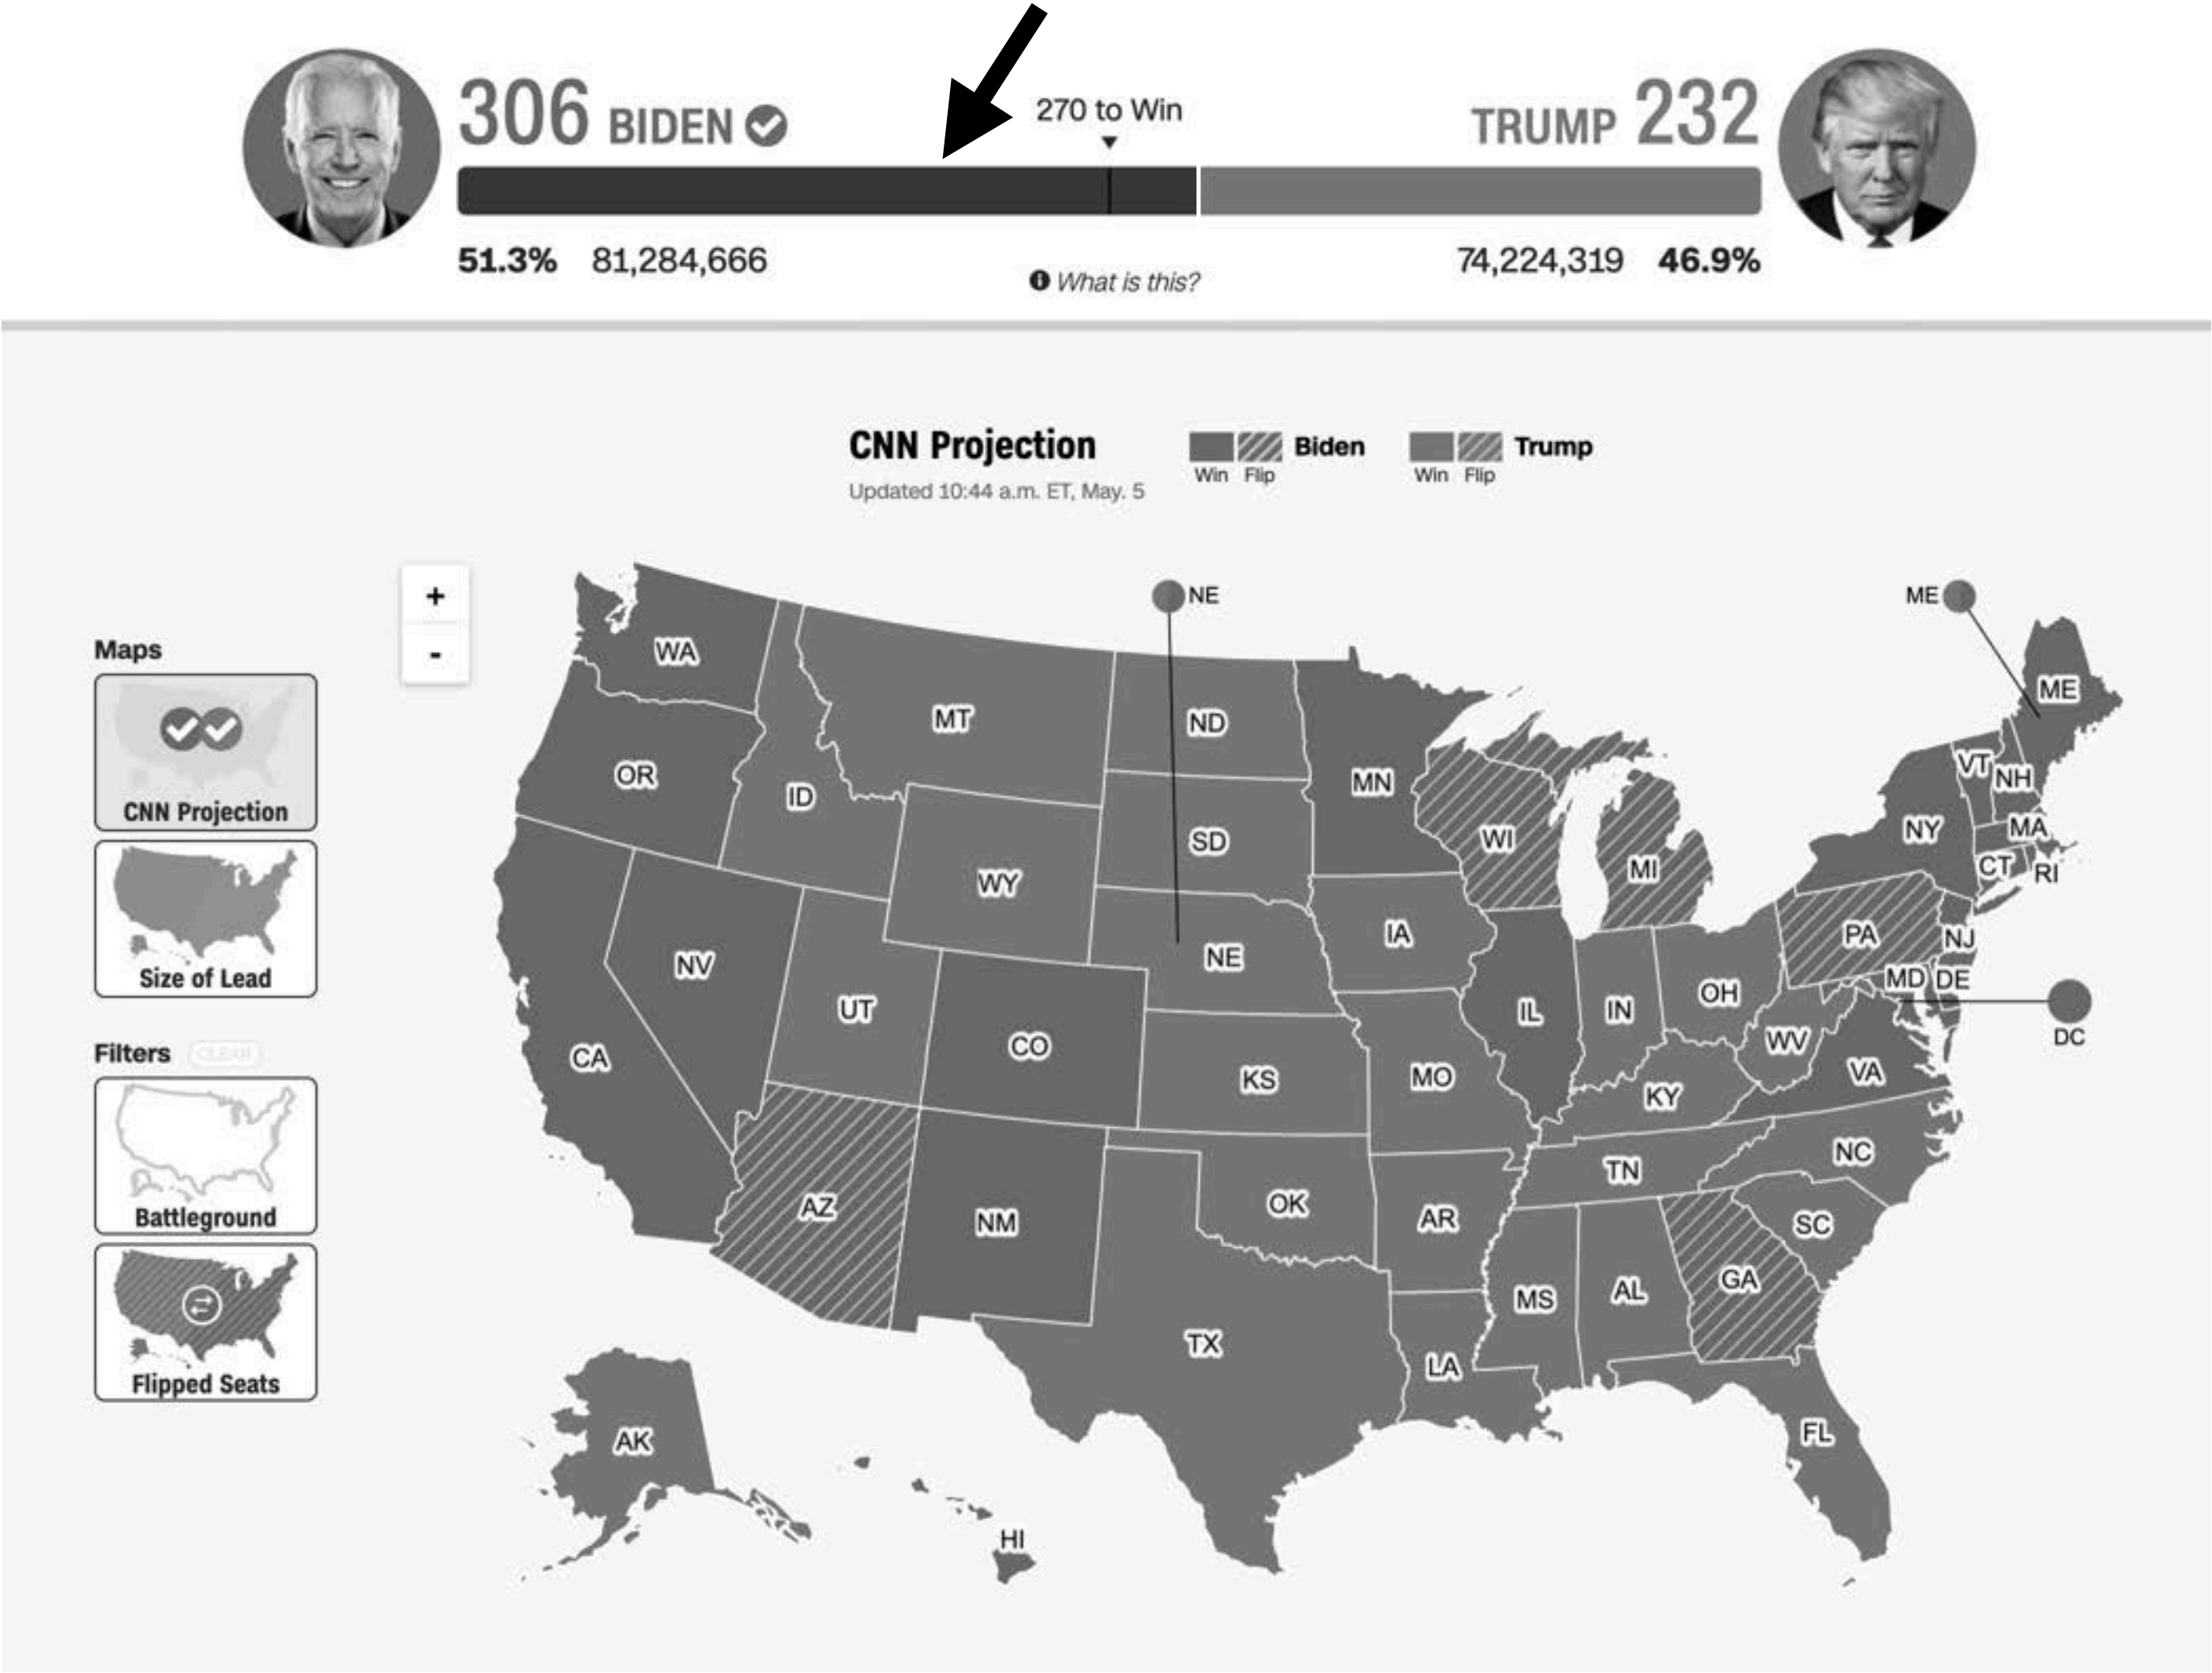 306 BIDEN
270 to Win
TRUMP 232
51.3% 81,284,666
What is this?
74,224,319 46.9%
CNN Projection
Updated 10:44 a.m. ET, May. 5
Win Flip Biden
Win Flip Trump
+
-
Maps
CNN Projection
Size of Lead
Filters CLEAR
Battleground
Flipped Seats
NE
ME
WA
ME
MT
ND
VT
NH
OR
ID
MN
SD
WI
MI
NY
MA
CT
RI
WY
IA
PA
NJ
NV
NE
MD
DE
UT
IL
IN
OH
DC
CA
CO
KS
MO
WV
VA
KY
NC
TN
AZ
NM
OK
AR
SC
MS
AL
GA
TX
LA
AK
FL
HI